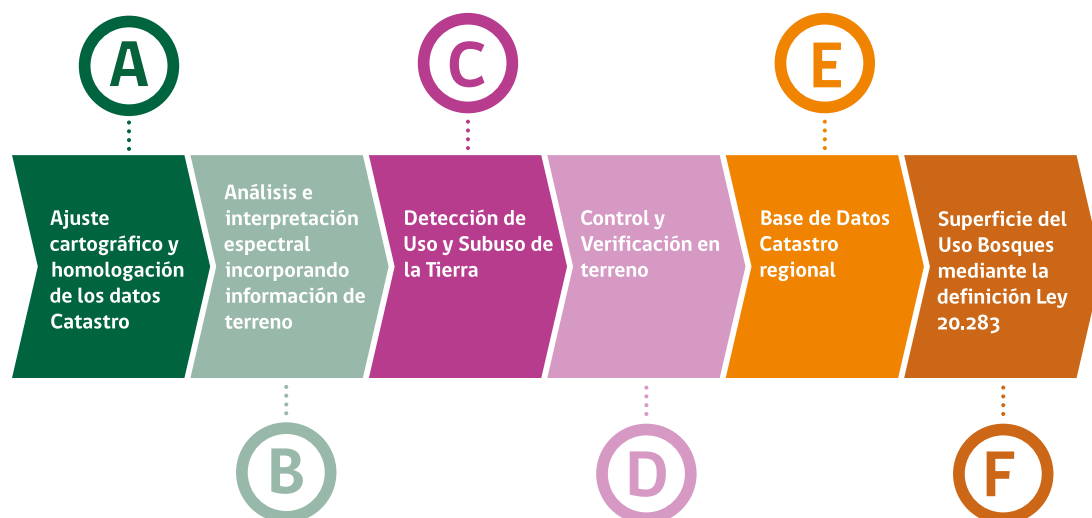 A
C
E
Ajuste
cartográfico y
homologación
de los datos
Catastro
Análisis e
interpretación
espectral
incorporando
información de
terreno
Detección de
Uso y Subuso de
la Tierra
Control y
Verificación en
terreno
Base de Datos
Catastro
regional
Superficie del
Uso Bosques
mediante la
definición Ley
20.283
B
D
F